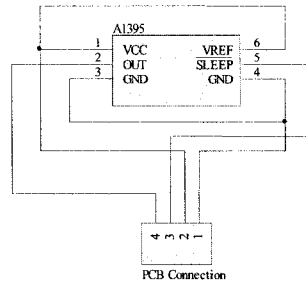 A1395
1 VCC VREF 6
2 OUT SLEEP 5
3 GND GND 4
4 3 2 1
PCB Connection